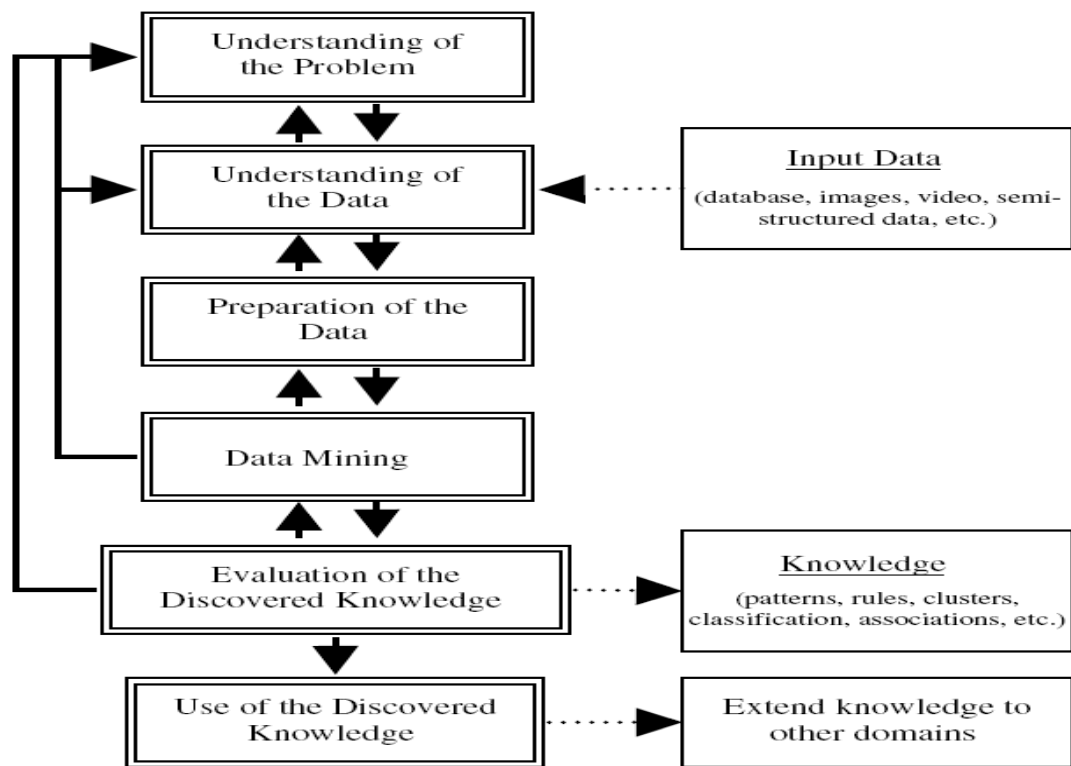 Understanding of
the Problem
Understanding of
the Data
Input Data
(database, images, video, semi-
structured data, etc.)
Preparation of the
Data
Data Mining
Evaluation of the
Discovered Knowledge
Knowledge
(patterns, rules, clusters,
classification, associations, etc.)
Use of the Discovered
Knowledge
Extend knowledge to
other domains